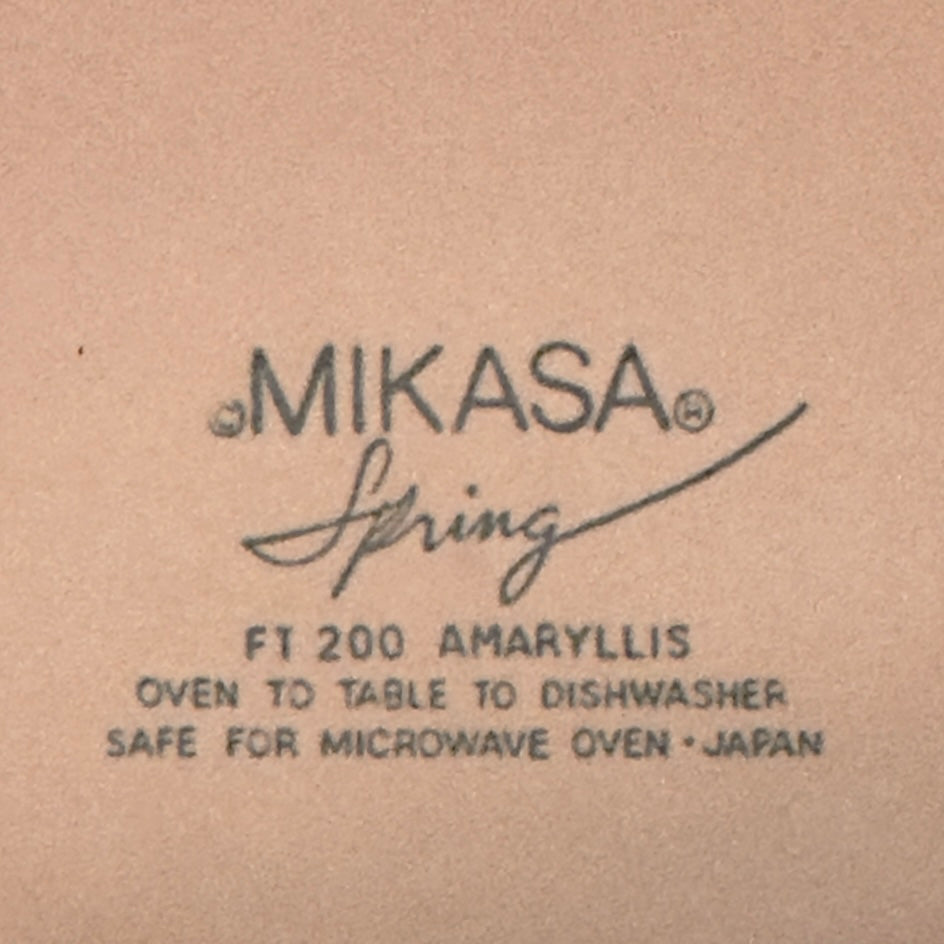 MIKASA®
Spring
FT 200 AMARYLLIS
OVEN TO TABLE TO DISHWASHER
SAFE FOR MICROWAVE OVEN · JAPAN